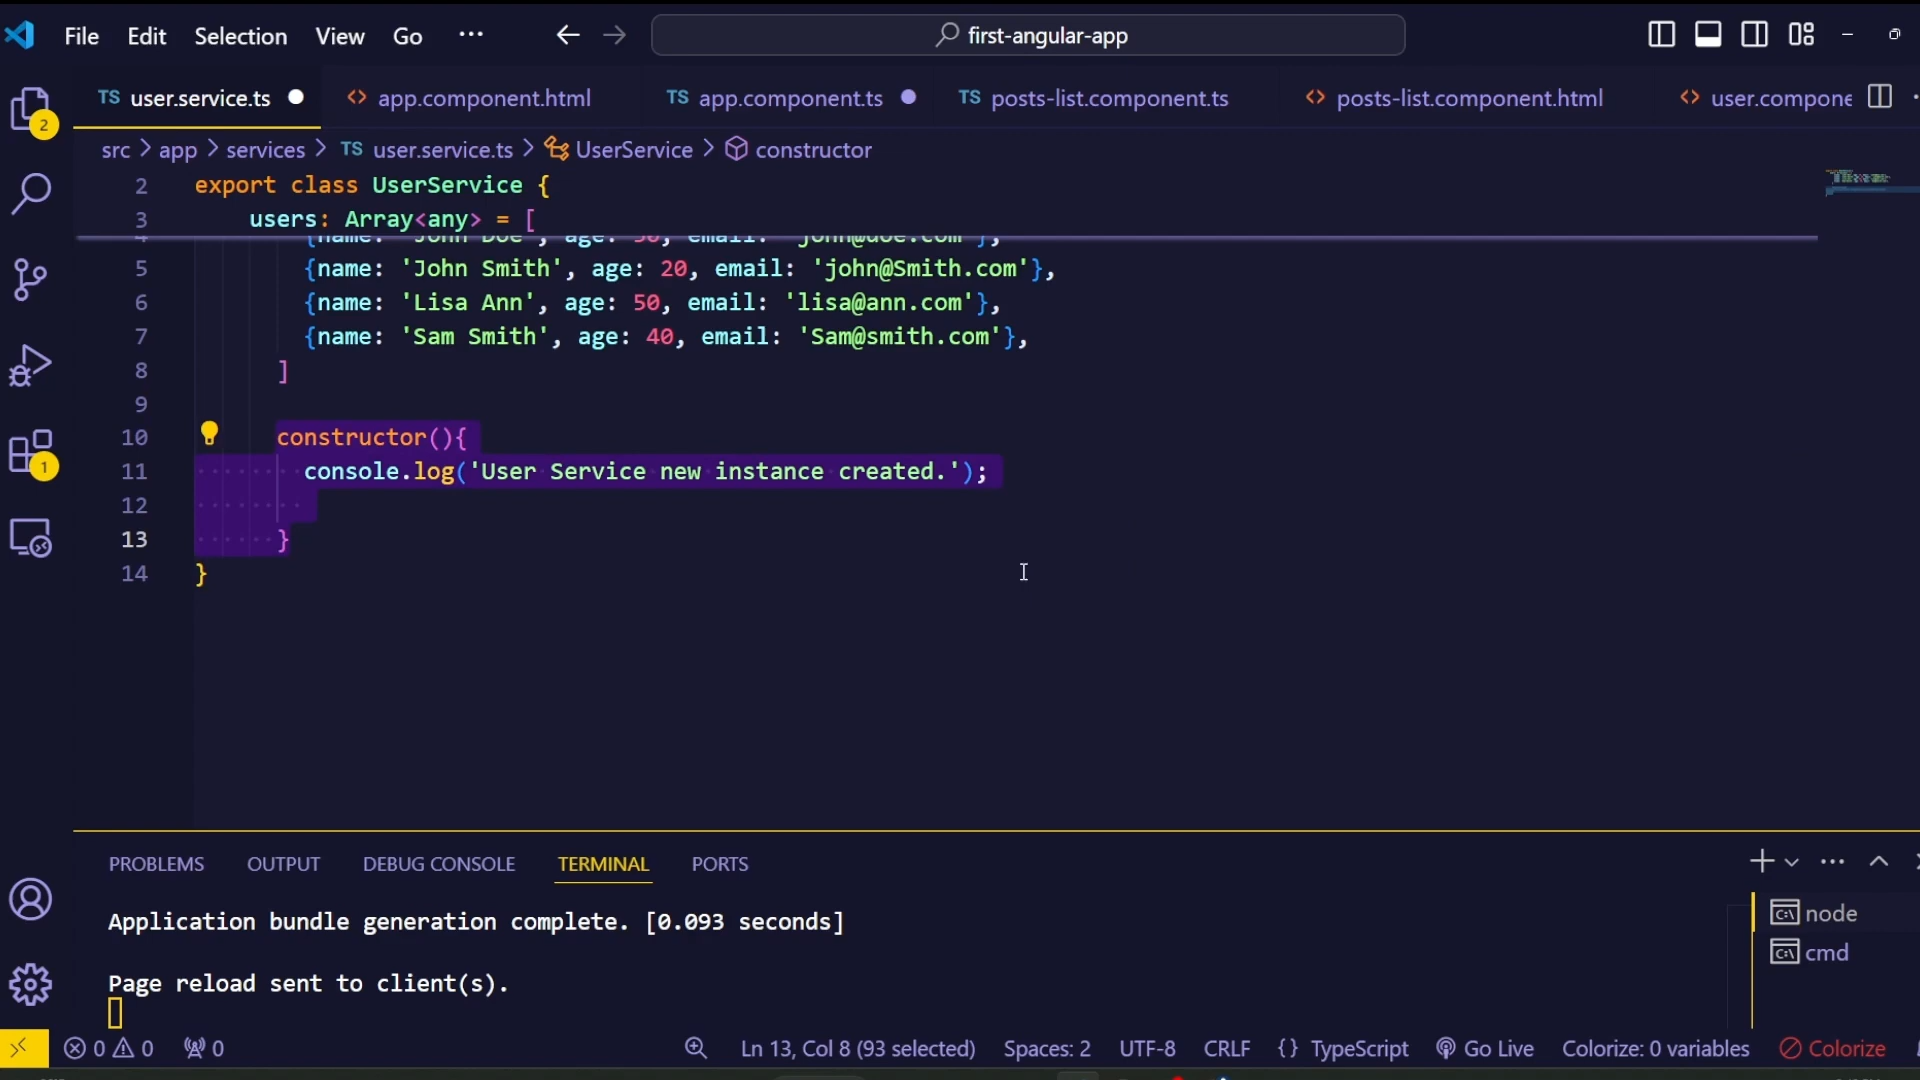 File Edit Selection View Go ··· first-angular-app
TS user.service.ts app.component.html TS app.component.ts TS posts-list.component.ts posts-list.component.html user.compone
src > app > services > TS user.service.ts > UserService > constructor
2 export class UserService {
3 users: Array<any> = [
5 {name: 'John Smith', age: 20, email: 'john@Smith.com'},
6 {name: 'Lisa Ann', age: 50, email: 'lisa@ann.com'},
7 {name: 'Sam Smith', age: 40, email: 'Sam@smith.com'},
8 ]
9
10 constructor(){
11 console.log('User Service new instance created.');
12
13 }
14 }
2
1
PROBLEMS OUTPUT DEBUG CONSOLE TERMINAL PORTS
Application bundle generation complete. [0.093 seconds]
Page reload sent to client(s).
node
cmd
0 0 0 Ln 13, Col 8 (93 selected) Spaces: 2 UTF-8 CRLF {} TypeScript Go Live Colorize: 0 variables Colorize